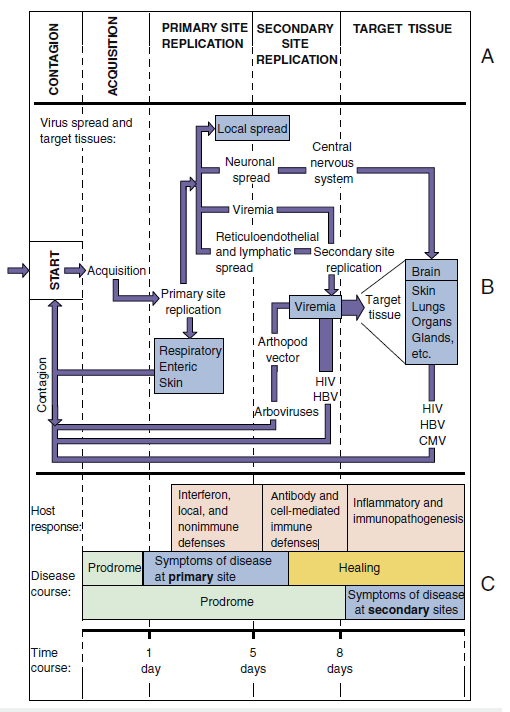 CONTAGION
ACQUISITION
PRIMARY SITE
REPLICATION
SECONDARY
SITE
REPLICATION
TARGET TISSUE
A
Virus spread and
target tissues:
Local spread
Neuronal
spread
Central
nervous
system
Viremia
Reticuloendothelial
and lymphatic
spread
Secondary site
replication
START
Acquisition
Primary site
replication
Viremia
Target
tissue
Brain
Skin
Lungs
Organs
Glands,
etc.
B
Respiratory
Enteric
Skin
Arthopod
vector
HIV
HBV
Arboviruses
HIV
HBV
CMV
Contagion
Host
response:
Interferon,
local, and
nonimmune
defenses
Antibody and
cell-mediated
immune
defenses
Inflammatory and
immunopathogenesis
Disease
course:
Prodrome
Symptoms of disease
at primary site
Healing
Prodrome
Symptoms of disease
at secondary sites
C
Time
course:
1
day
5
days
8
days